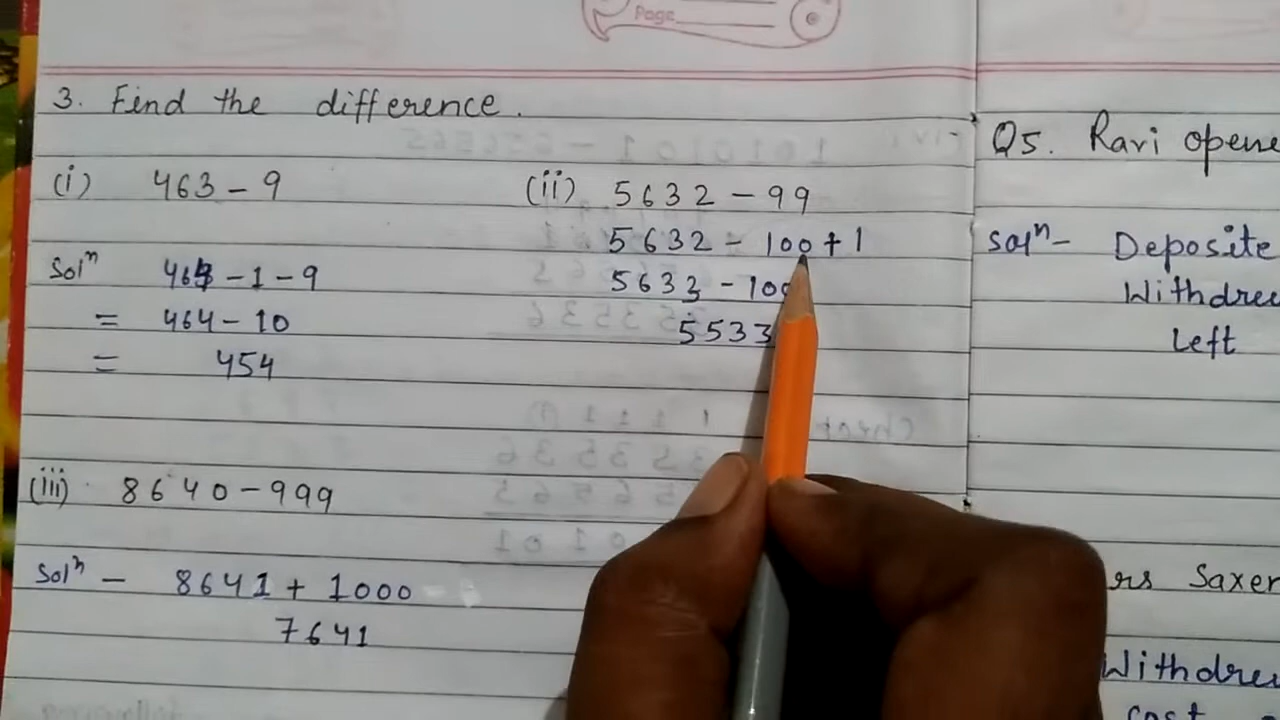 Page
3. Find the difference.
(i) 463 - 9
Solⁿ 464 - 1 - 9
= 464 - 10
= 454
(ii) 5632 - 99
5632 - 100 + 1
5633 - 100
5533
(iii) 8640 - 999
Solⁿ - 8641 + 1000
7641
Q5. Ravi opene
Solⁿ - Deposite
Withdre
Left
rs Saxer
Withdre
cost